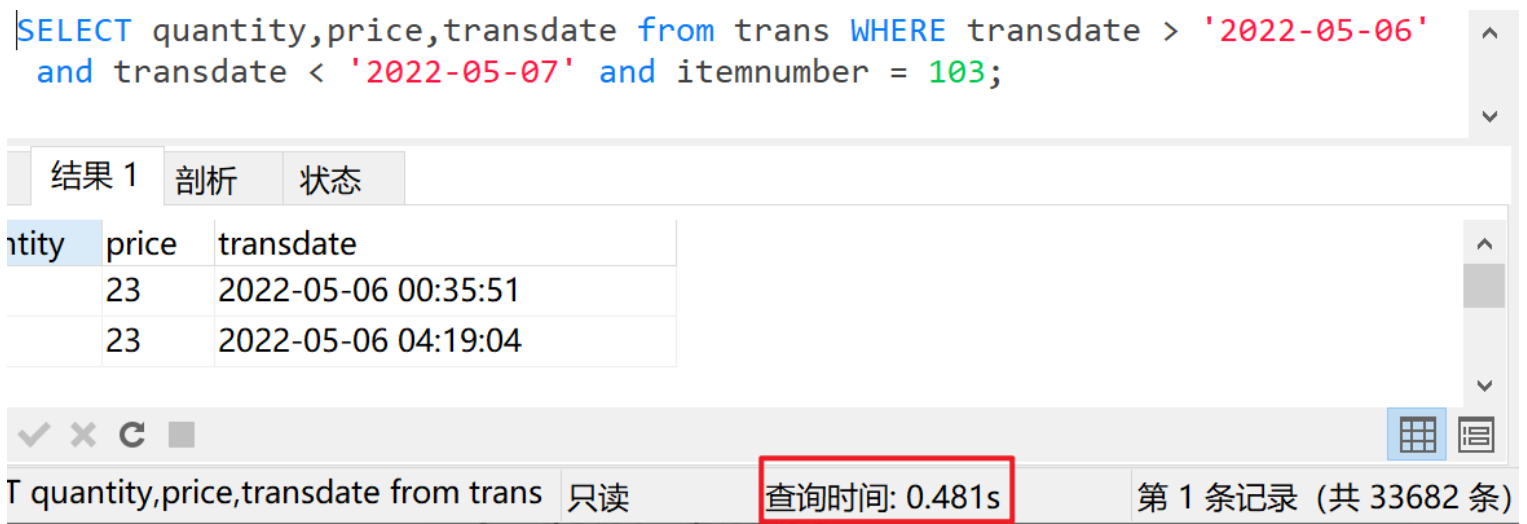 SELECT quantity,price,transdate from trans WHERE transdate > '2022-05-06'
and transdate < '2022-05-07' and itemnumber = 103;
结果 1 剖析 状态
ntity price transdate
23 2022-05-06 00:35:51
23 2022-05-06 04:19:04
T quantity,price,transdate from trans 只读 查询时间: 0.481s 第 1 条记录 (共 33682 条)